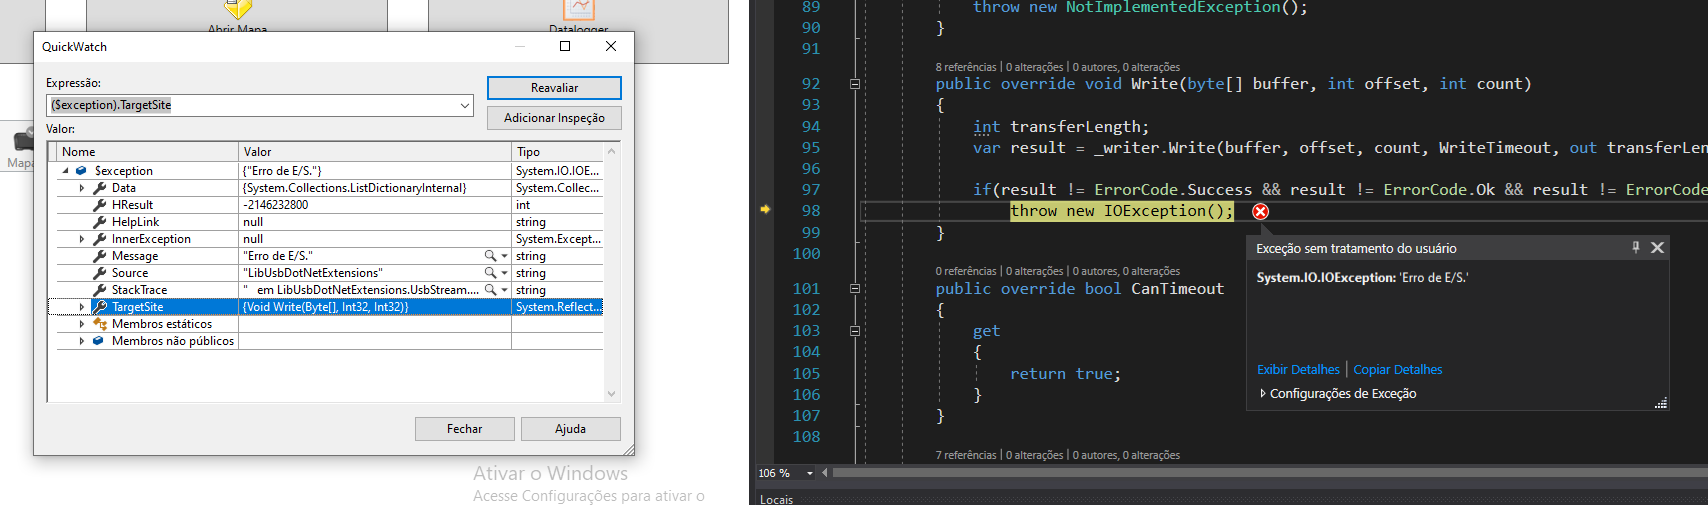 Abrir Mapa
Datalogger
Mapa
QuickWatch
Expressão:
($exception).TargetSite
Reavaliar
Adicionar Inspeção
Valor:
Nome Valor Tipo
$exception {"Erro de E/S."} System.IO.IOE...
Data {System.Collections.ListDictionaryInternal} System.Collec...
HResult -2146232800 int
HelpLink null string
InnerException null System.Except...
Message "Erro de E/S." string
Source "LibUsbDotNetExtensions" string
StackTrace "   em LibUsbDotNetExtensions.UsbStream.... string
TargetSite {Void Write(Byte[], Int32, Int32)} System.Reflect...
Membros estáticos
Membros não públicos
Fechar
Ajuda
Ativar o Windows
Acesse Configurações para ativar o
89 throw new NotImplementedException();
90 }
91
8 referências | 0 alterações | 0 autores, 0 alterações
92 public override void Write(byte[] buffer, int offset, int count)
93 {
94 int transferLength;
95 var result = _writer.Write(buffer, offset, count, WriteTimeout, out transferLen
96
97 if(result != ErrorCode.Success && result != ErrorCode.Ok && result != ErrorCode
98 throw new IOException();
99 }
100
0 referências | 0 alterações | 0 autores, 0 alterações
101 public override bool CanTimeout
102 {
103 get
104 {
105 return true;
106 }
107 }
108
7 referências | 0 alterações | 0 autores, 0 alterações
Exceção sem tratamento do usuário
System.IO.IOException: 'Erro de E/S.'
Exibir Detalhes | Copiar Detalhes
Configurações de Exceção
106 %
Locais